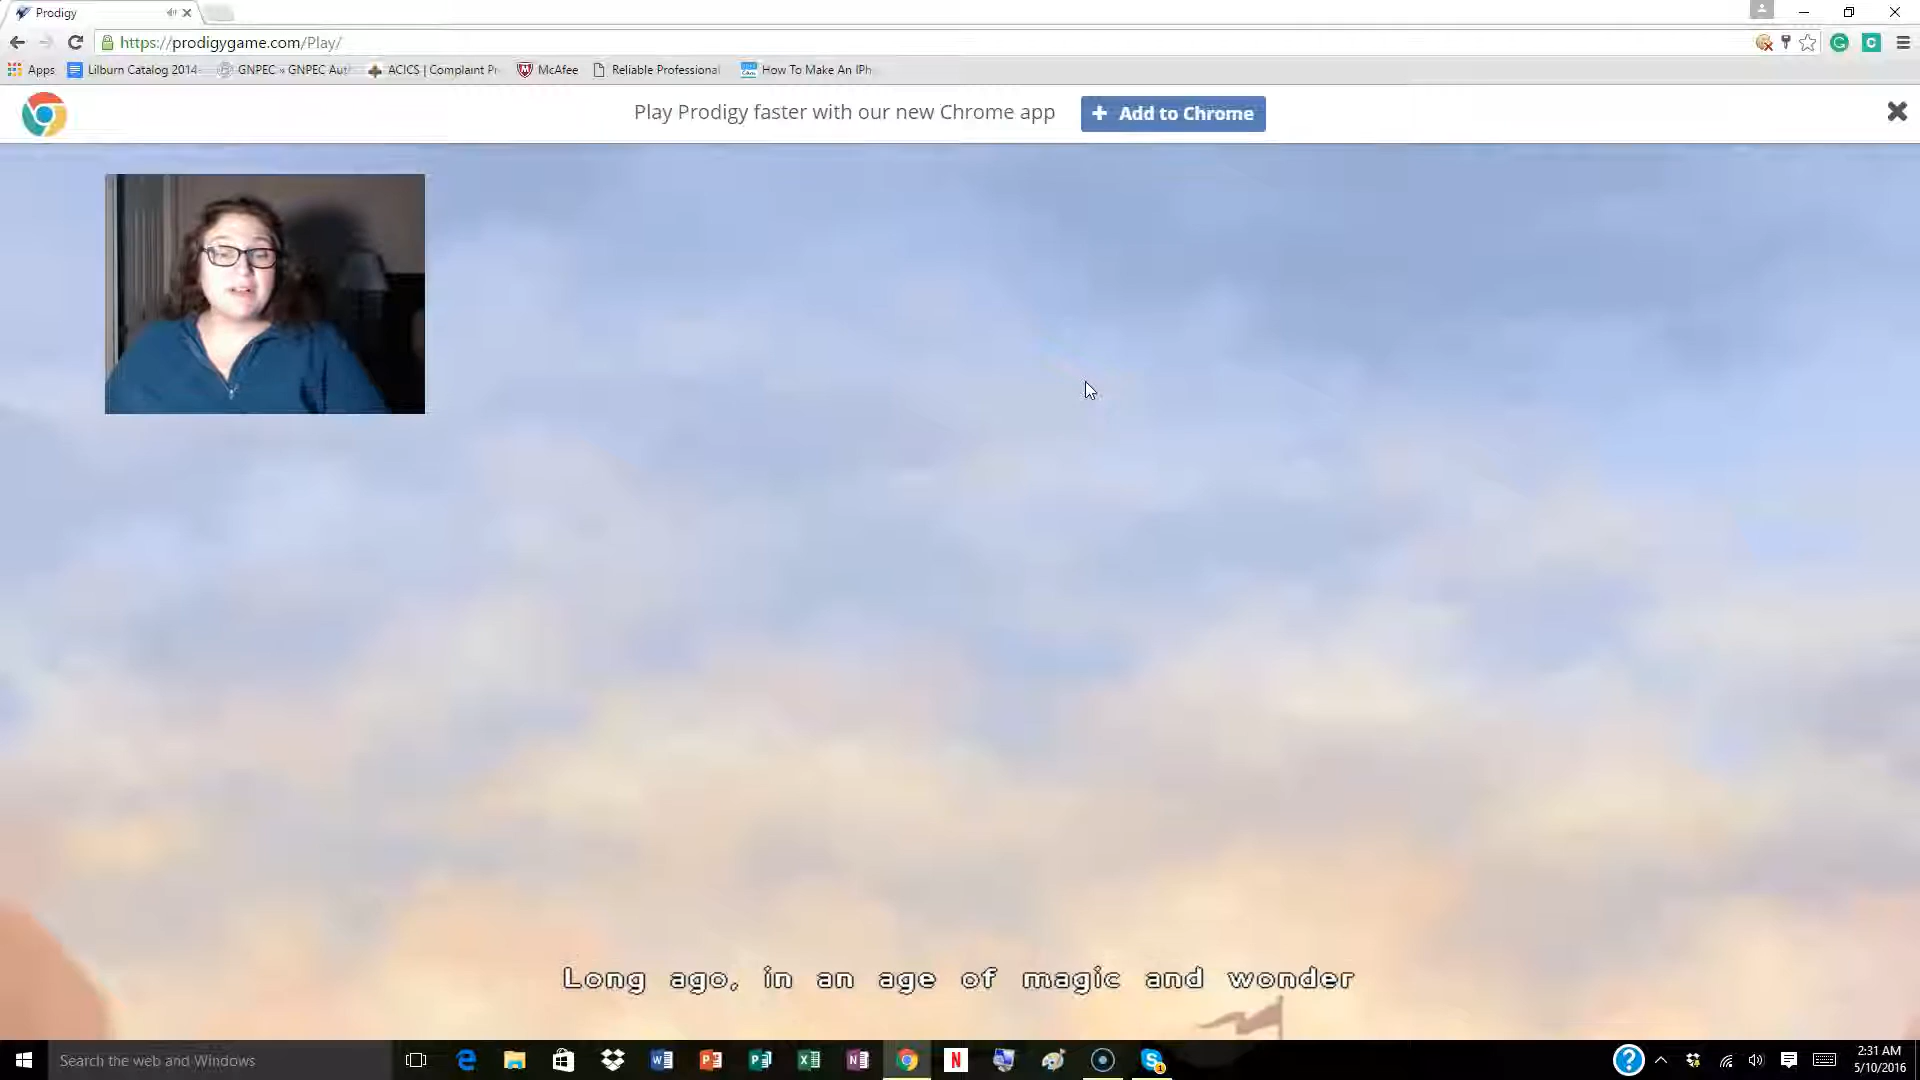 Prodigy
https://prodigygame.com/Play/
Apps Lilburn Catalog 2014- GNPEC » GNPEC Aut ACICS | Complaint Pr McAfee Reliable Professional How To Make An IPh
Play Prodigy faster with our new Chrome app + Add to Chrome
Long ago, in an age of magic and wonder
Search the web and Windows
2:31 AM
5/10/2016